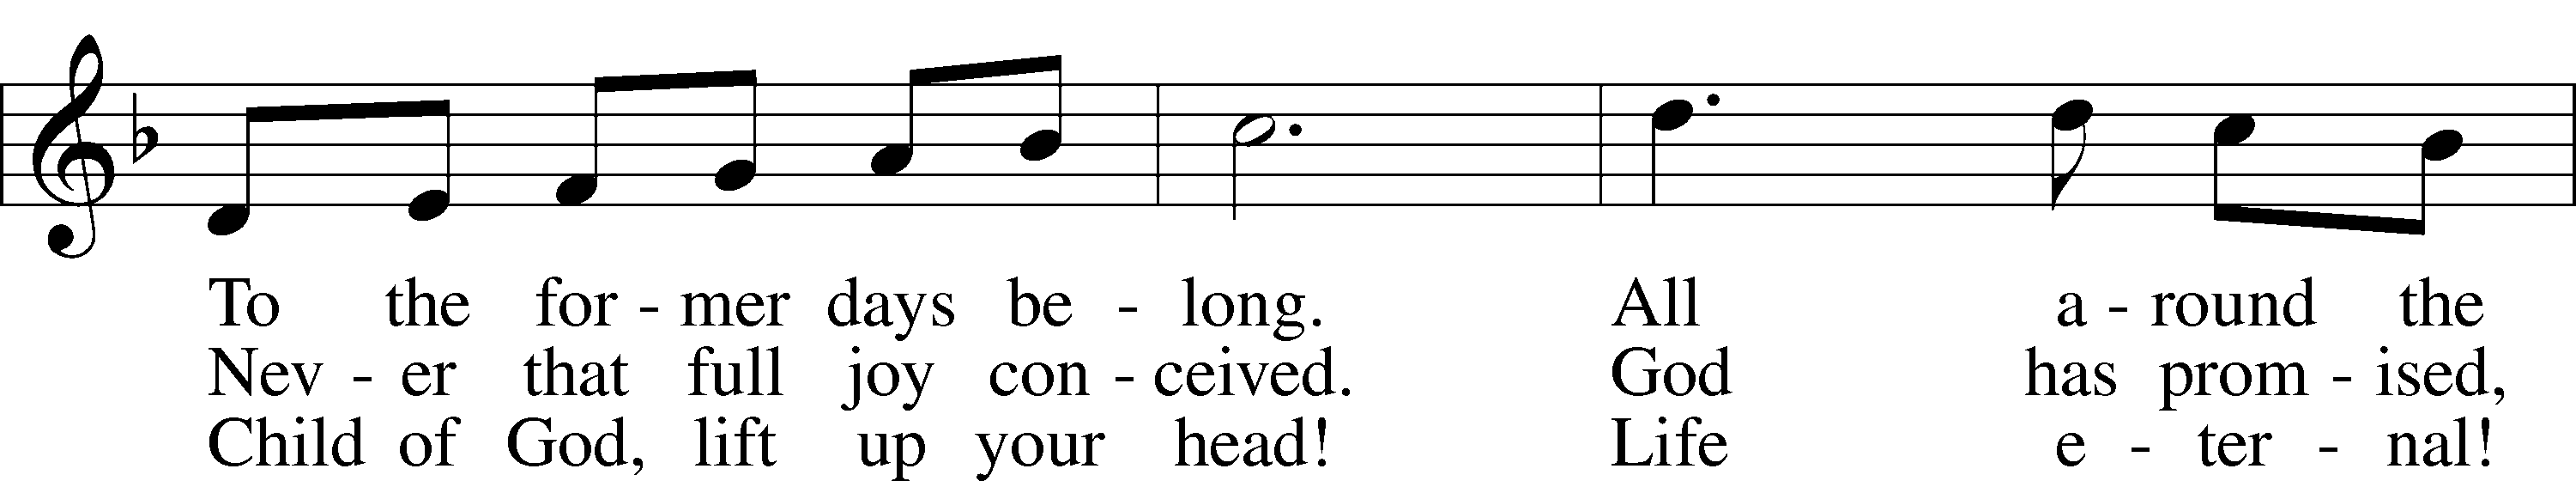 To the for - mer days be - long. All a - round the
Nev - er that full joy con - ceived. God has prom - ised,
Child of God, lift up your head! Life e - ter - nal!